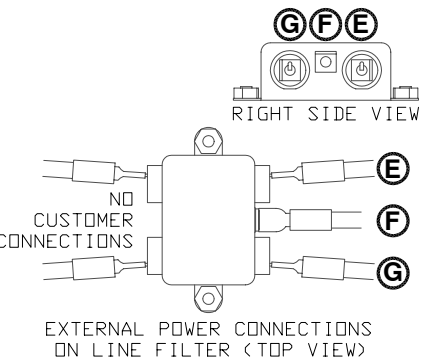 G F E
RIGHT SIDE VIEW
E
NO
CUSTOMER
CONNECTIONS
F
G
EXTERNAL POWER CONNECTIONS
ON LINE FILTER (TOP VIEW)